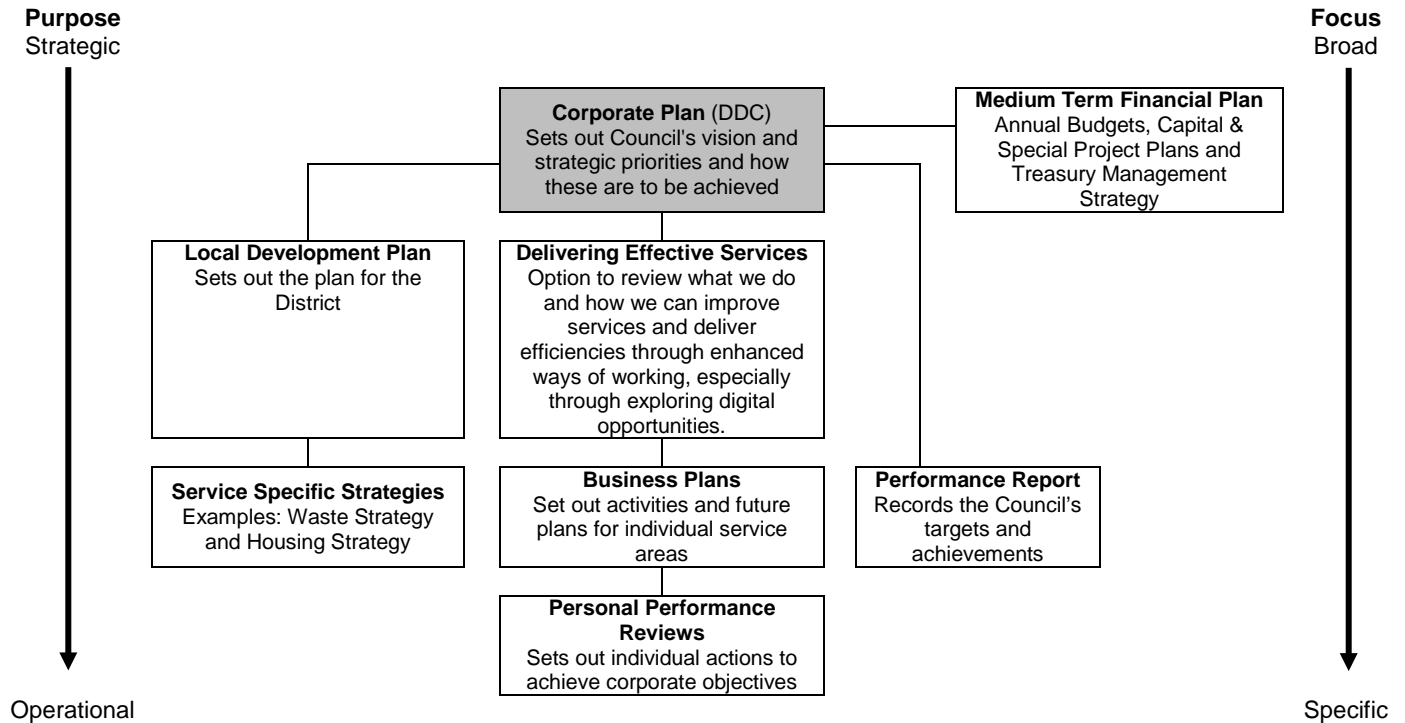 Purpose
Strategic
Focus
Broad
Corporate Plan (DDC)
Sets out Council's vision and
strategic priorities and how
these are to be achieved
Medium Term Financial Plan
Annual Budgets, Capital &
Special Project Plans and
Treasury Management
Strategy
Local Development Plan
Sets out the plan for the
District
Delivering Effective Services
Option to review what we do
and how we can improve
services and deliver
efficiencies through enhanced
ways of working, especially
through exploring digital
opportunities.
Service Specific Strategies
Examples: Waste Strategy
and Housing Strategy
Business Plans
Set out activities and future
plans for individual service
areas
Performance Report
Records the Council’s
targets and
achievements
Personal Performance
Reviews
Sets out individual actions to
achieve corporate objectives
Operational
Specific